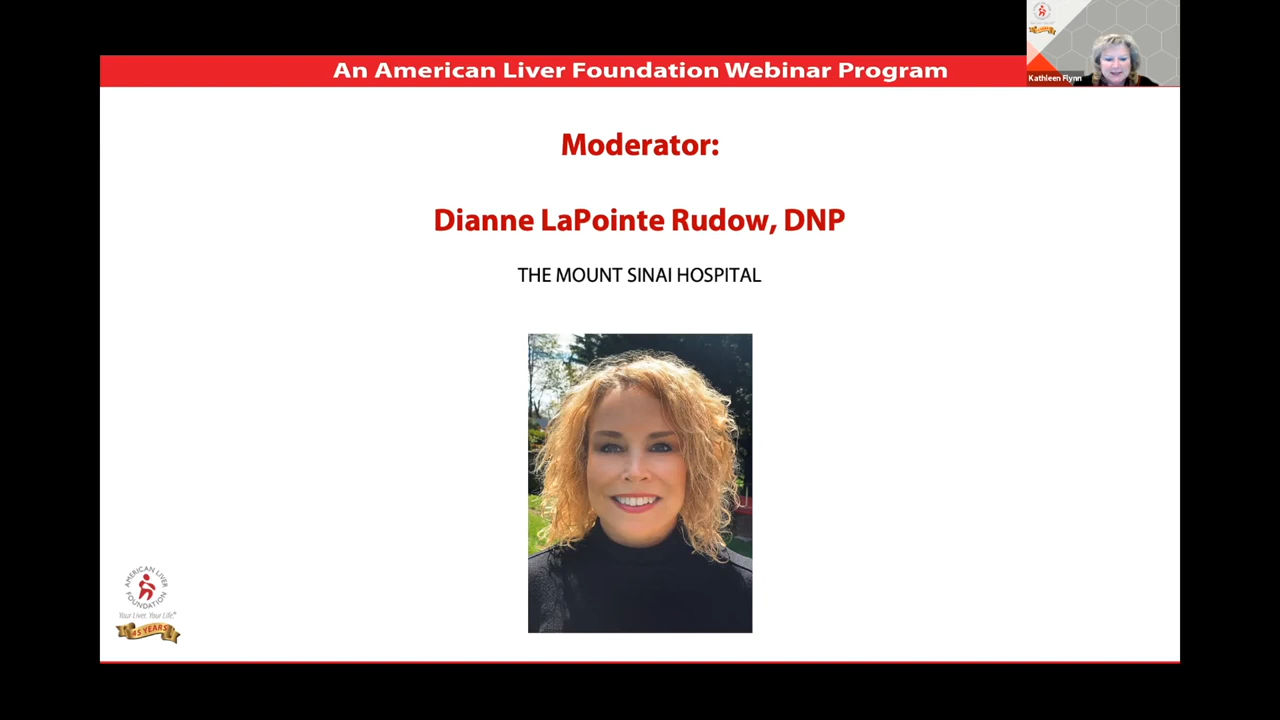 An American Liver Foundation Webinar Program
Kathleen Flynn
Moderator:
Dianne LaPointe Rudow, DNP
THE MOUNT SINAI HOSPITAL
AMERICAN LIVER
FOUNDATION
Your Liver. Your Life.®
45 YEARS